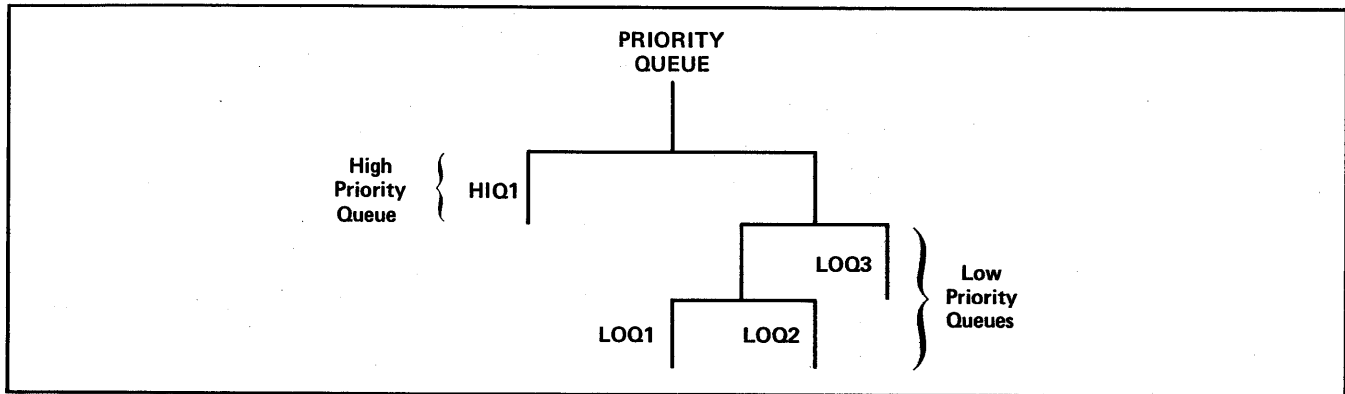 PRIORITY
QUEUE
High
Priority
Queue
HIQ1
LOQ3
Low
Priority
Queues
LOQ1
LOQ2